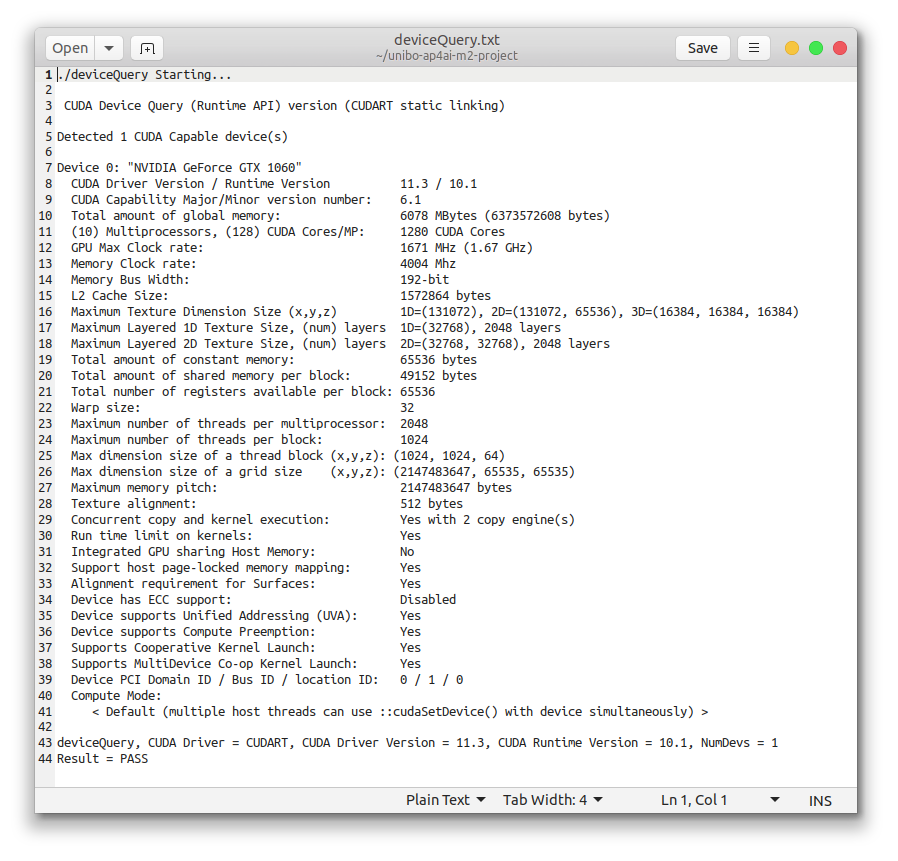 Open
deviceQuery.txt
~/unibo-ap4ai-m2-project
Save
1 ./deviceQuery Starting...
2
3  CUDA Device Query (Runtime API) version (CUDART static linking)
4
5 Detected 1 CUDA Capable device(s)
6
7 Device 0: "NVIDIA GeForce GTX 1060"
8   CUDA Driver Version / Runtime Version          11.3 / 10.1
9   CUDA Capability Major/Minor version number:    6.1
10   Total amount of global memory:                 6078 MBytes (6373572608 bytes)
11   (10) Multiprocessors, (128) CUDA Cores/MP:     1280 CUDA Cores
12   GPU Max Clock rate:                            1671 MHz (1.67 GHz)
13   Memory Clock rate:                             4004 Mhz
14   Memory Bus Width:                              192-bit
15   L2 Cache Size:                                 1572864 bytes
16   Maximum Texture Dimension Size (x,y,z)         1D=(131072), 2D=(131072, 65536), 3D=(16384, 16384, 16384)
17   Maximum Layered 1D Texture Size, (num) layers  1D=(32768), 2048 layers
18   Maximum Layered 2D Texture Size, (num) layers  2D=(32768, 32768), 2048 layers
19   Total amount of constant memory:               65536 bytes
20   Total amount of shared memory per block:       49152 bytes
21   Total number of registers available per block: 65536
22   Warp size:                                     32
23   Maximum number of threads per multiprocessor:  2048
24   Maximum number of threads per block:           1024
25   Max dimension size of a thread block (x,y,z): (1024, 1024, 64)
26   Max dimension size of a grid size    (x,y,z): (2147483647, 65535, 65535)
27   Maximum memory pitch:                          2147483647 bytes
28   Texture alignment:                             512 bytes
29   Concurrent copy and kernel execution:          Yes with 2 copy engine(s)
30   Run time limit on kernels:                     Yes
31   Integrated GPU sharing Host Memory:            No
32   Support host page-locked memory mapping:       Yes
33   Alignment requirement for Surfaces:            Yes
34   Device has ECC support:                        Disabled
35   Device supports Unified Addressing (UVA):      Yes
36   Device supports Compute Preemption:            Yes
37   Supports Cooperative Kernel Launch:            Yes
38   Supports MultiDevice Co-op Kernel Launch:      Yes
39   Device PCI Domain ID / Bus ID / location ID:   0 / 1 / 0
40   Compute Mode:
41      < Default (multiple host threads can use ::cudaSetDevice() with device simultaneously) >
42
43 deviceQuery, CUDA Driver = CUDART, CUDA Driver Version = 11.3, CUDA Runtime Version = 10.1, NumDevs = 1
44 Result = PASS
Plain Text Tab Width: 4 Ln 1, Col 1 INS